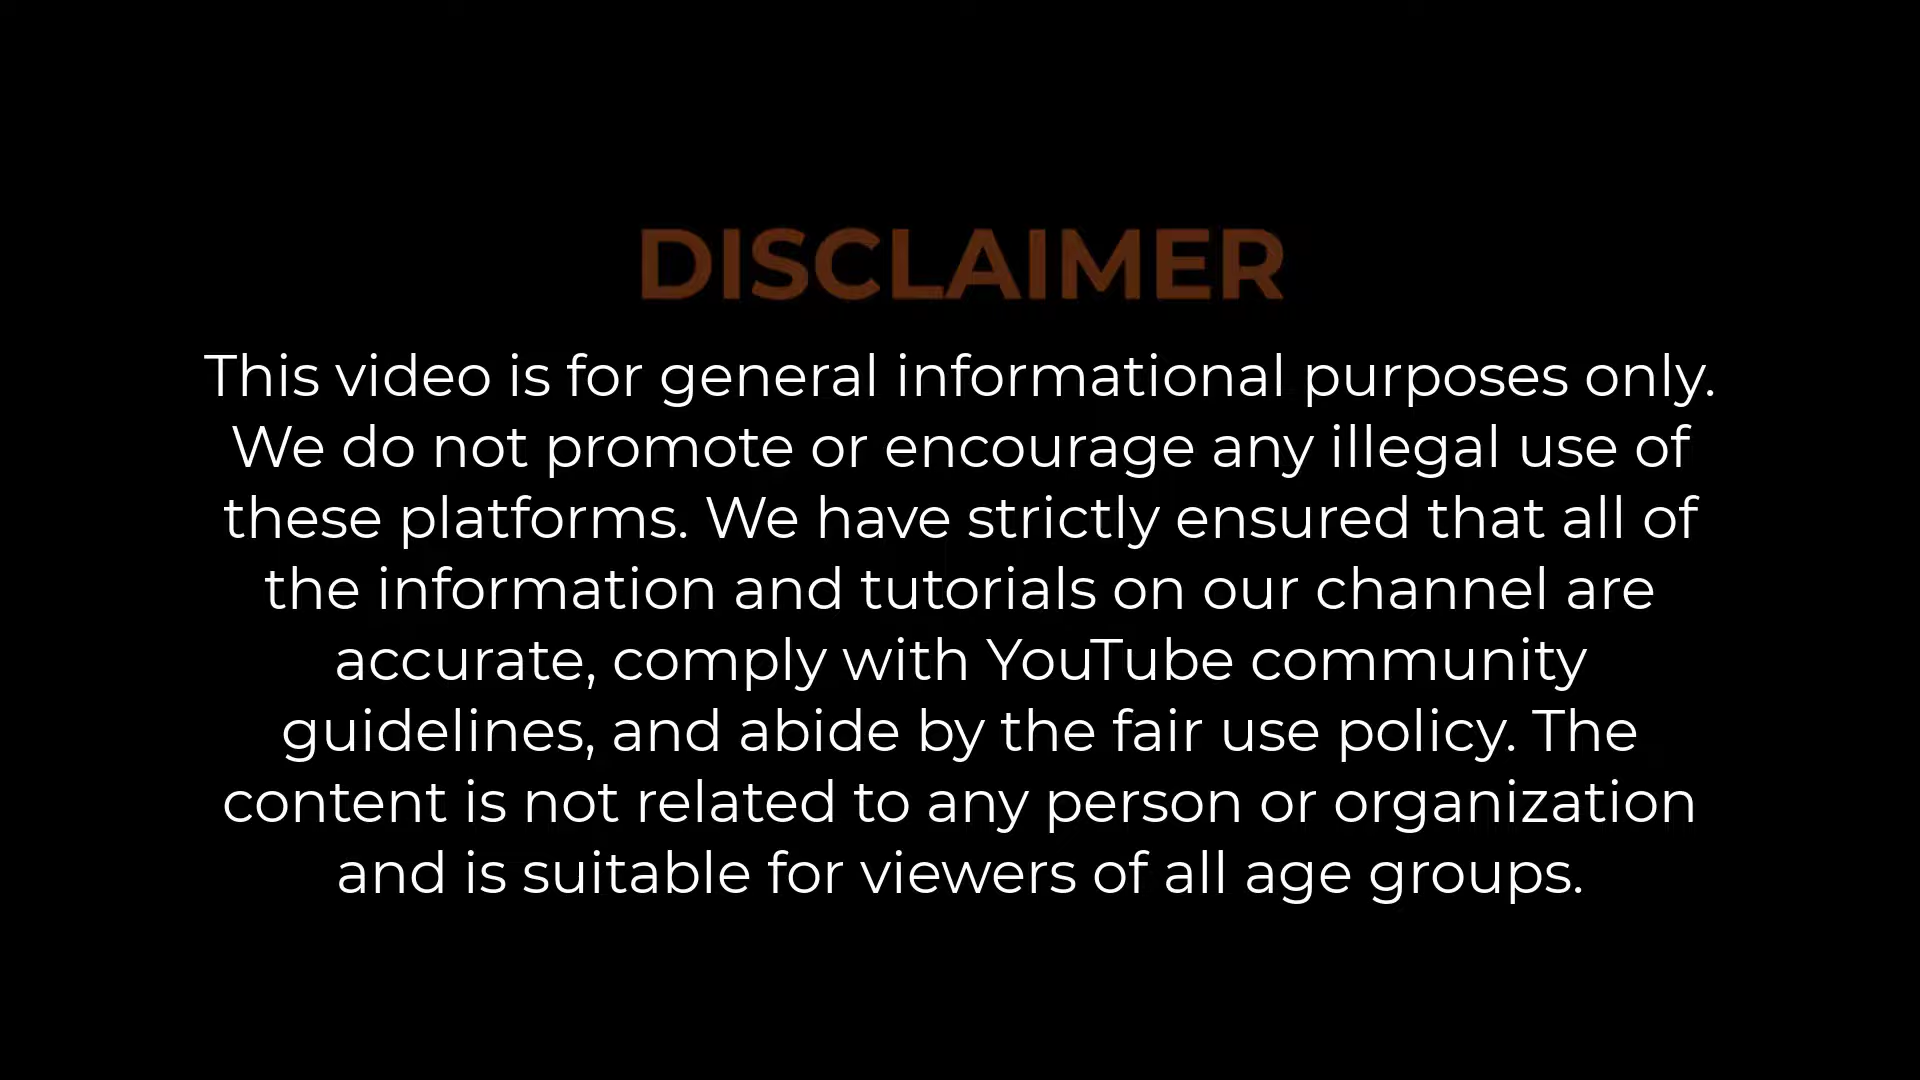 DISCLAIMER
This video is for general informational purposes only.
We do not promote or encourage any illegal use of
these platforms. We have strictly ensured that all of
the information and tutorials on our channel are
accurate, comply with YouTube community
guidelines, and abide by the fair use policy. The
content is not related to any person or organization
and is suitable for viewers of all age groups.